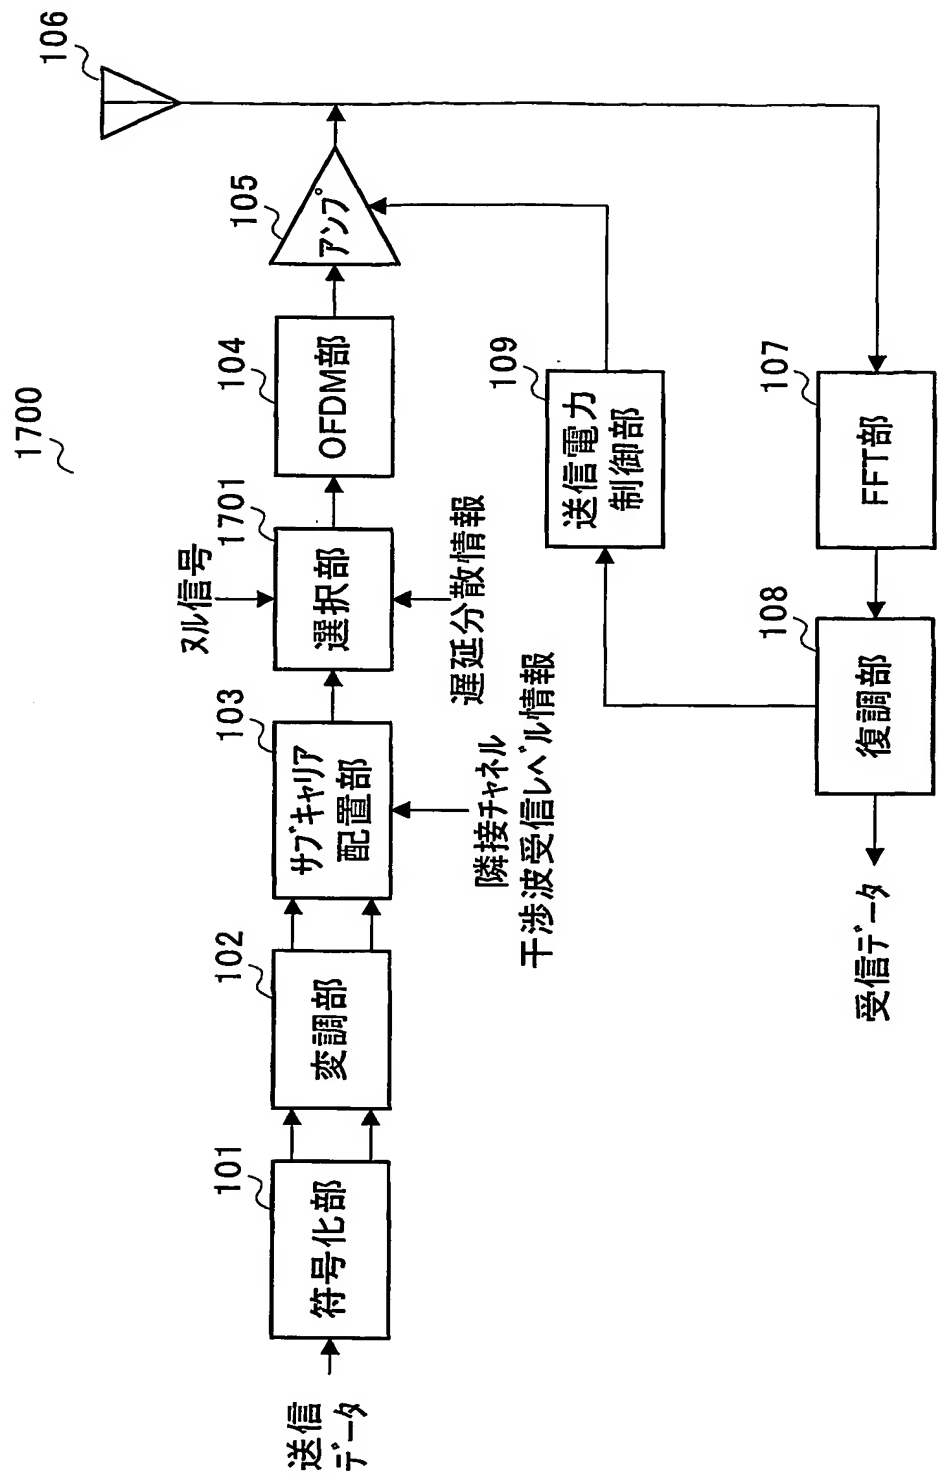 1700
送信
データ
101
符号化部
102
変調部
103
サブキャリア
配置部
隣接チャネル
干渉波受信レベル情報
ヌル信号
1701
選択部
遅延分散情報
104
OFDM部
105
アンプ
106
109
送信電力
制御部
107
FFT部
108
復調部
受信データ